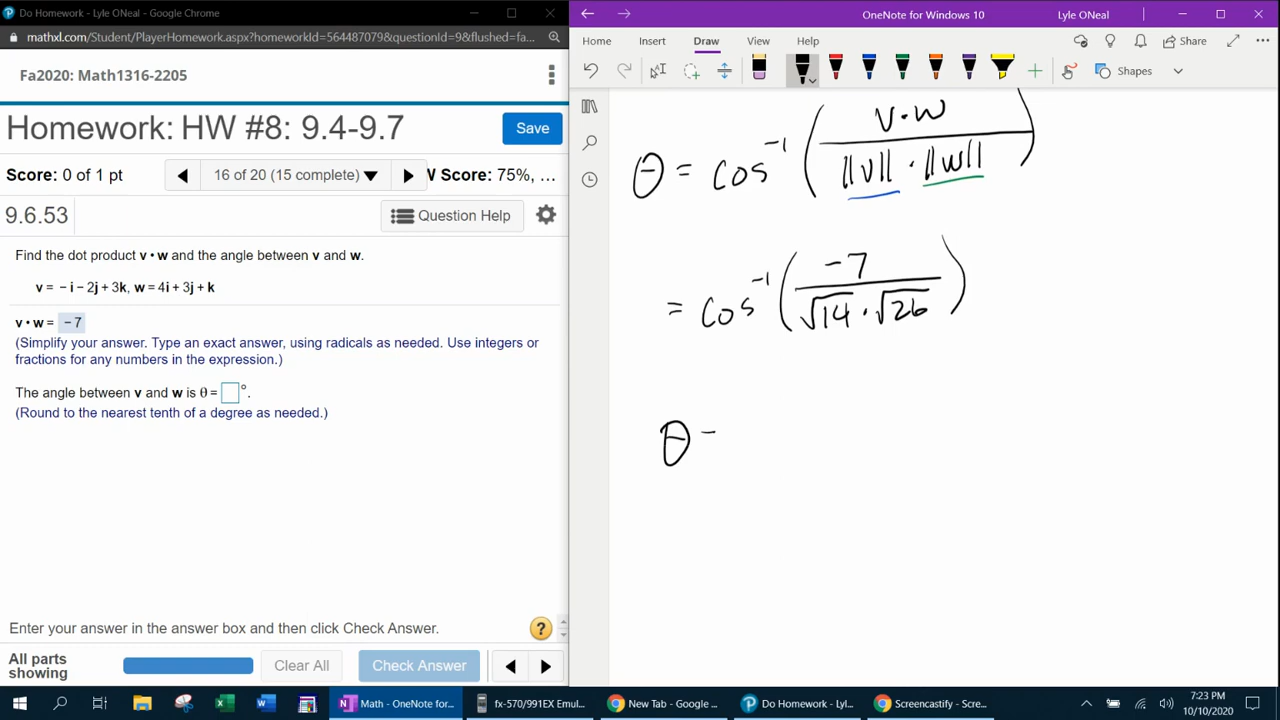 Do Homework - Lyle ONeal - Google Chrome
mathxl.com/Student/PlayerHomework.aspx?homeworkId=564487079&questionId=9&flushed=fa...
Fa2020: Math1316-2205
Homework: HW #8: 9.4-9.7
Save
Score: 0 of 1 pt
16 of 20 (15 complete)
W Score: 75%, ...
9.6.53
Question Help
Find the dot product v • w and the angle between v and w.
v = − i − 2j + 3k, w = 4i + 3j + k
v • w = − 7
(Simplify your answer. Type an exact answer, using radicals as needed. Use integers or
fractions for any numbers in the expression.)
The angle between v and w is θ = °.
(Round to the nearest tenth of a degree as needed.)
Enter your answer in the answer box and then click Check Answer.
?
All parts
showing
Clear All
Check Answer
OneNote for Windows 10
Lyle ONeal
Home Insert Draw View Help
Share
Shapes
θ = cos⁻¹ ( v·w / ||v|| · ||w|| )
= cos⁻¹ ( −7 / √14 · √26 )
θ −
Math - OneNote for...
fx-570/991EX Emul...
New Tab - Google ...
Do Homework - Lyl...
Screencastify - Scre...
7:23 PM
10/10/2020